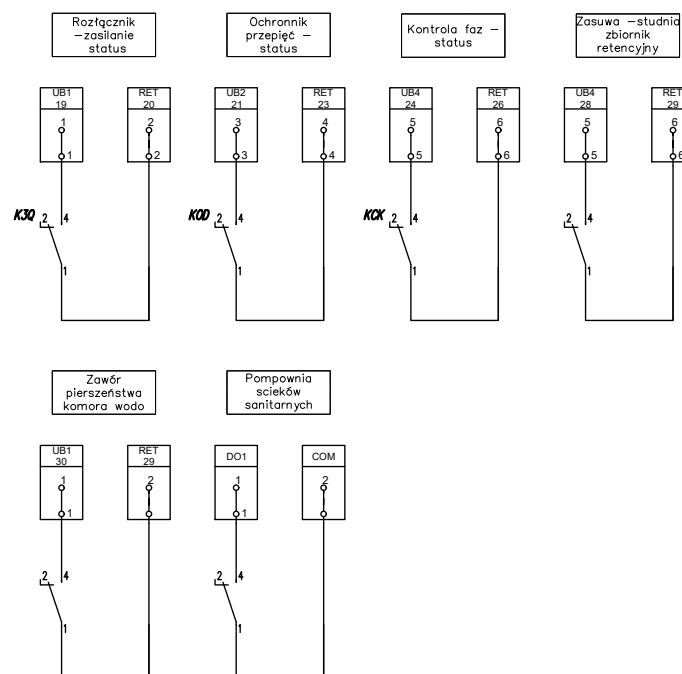 Rozłącznik
–zasilanie
status
Ochronnik
przepięć –
status
Kontrola faz –
status
Zasuwa –studnia
zbiornik
retencyjny
UB1
19
RET
20
UB2
21
RET
23
UB4
24
RET
26
UB4
28
RET
29
1
2
3
4
5
6
5
6
1
2
3
4
5
6
5
6
K3Q
2 4
KOD
2 4
KCK
2 4
2 4
1
1
1
1
Zawór
pierszeństwa
komora wodo
Pompownia
scieków
sanitarnych
UB1
30
RET
29
DO1
COM
1
2
1
2
1
1
2 4
2 4
1
1